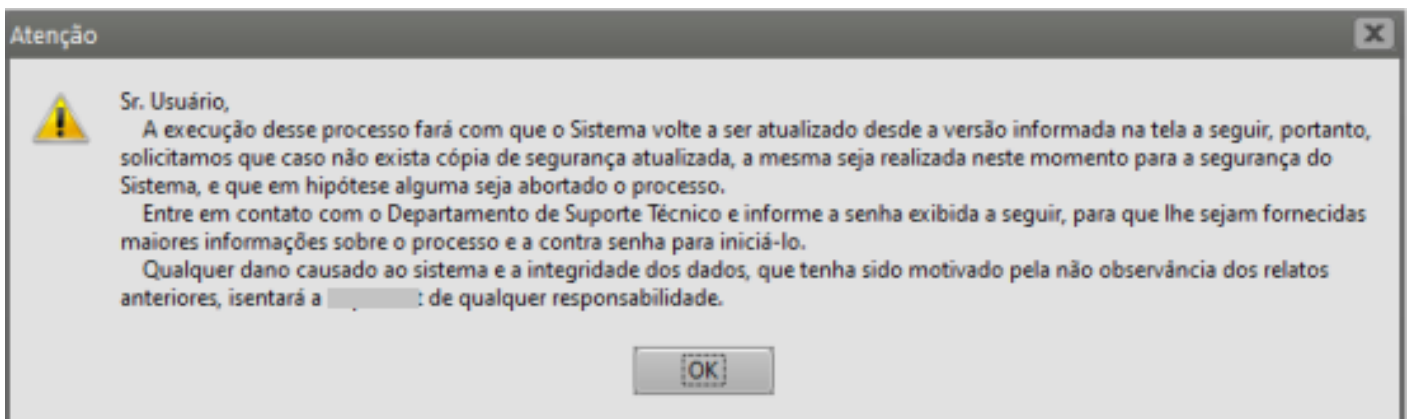 Atenção
Sr. Usuário,
A execução desse processo fará com que o Sistema volte a ser atualizado desde a versão informada na tela a seguir, portanto,
solicitamos que caso não exista cópia de segurança atualizada, a mesma seja realizada neste momento para a segurança do
Sistema, e que em hipótese alguma seja abortado o processo.
Entre em contato com o Departamento de Suporte Técnico e informe a senha exibida a seguir, para que lhe sejam fornecidas
maiores informações sobre o processo e a contra senha para iniciá-lo.
Qualquer dano causado ao sistema e a integridade dos dados, que tenha sido motivado pela não observância dos relatos
anteriores, isentará a de qualquer responsabilidade.
OK